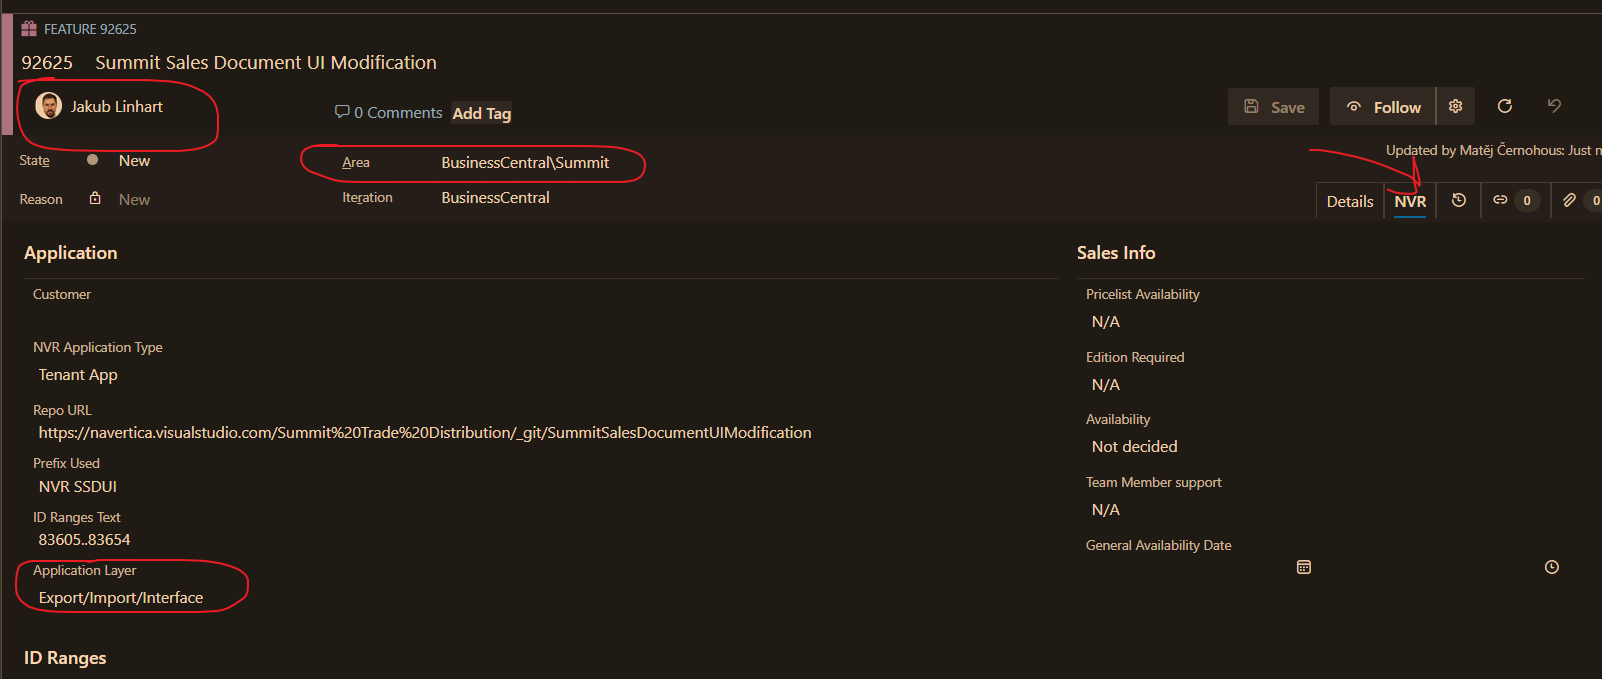 FEATURE 92625
92625 Summit Sales Document UI Modification
Jakub Linhart
0 Comments Add Tag
Save Follow
State New
Area BusinessCentral\Summit
Updated by Matěj Černohous: Just n
Reason New
Iteration BusinessCentral
Details NVR 0 0
Application
Customer
NVR Application Type
Tenant App
Repo URL
https://navertica.visualstudio.com/Summit%20Trade%20Distribution/_git/SummitSalesDocumentUIModification
Prefix Used
NVR SSDUI
ID Ranges Text
83605..83654
Application Layer
Export/Import/Interface
ID Ranges
Sales Info
Pricelist Availability
N/A
Edition Required
N/A
Availability
Not decided
Team Member support
N/A
General Availability Date